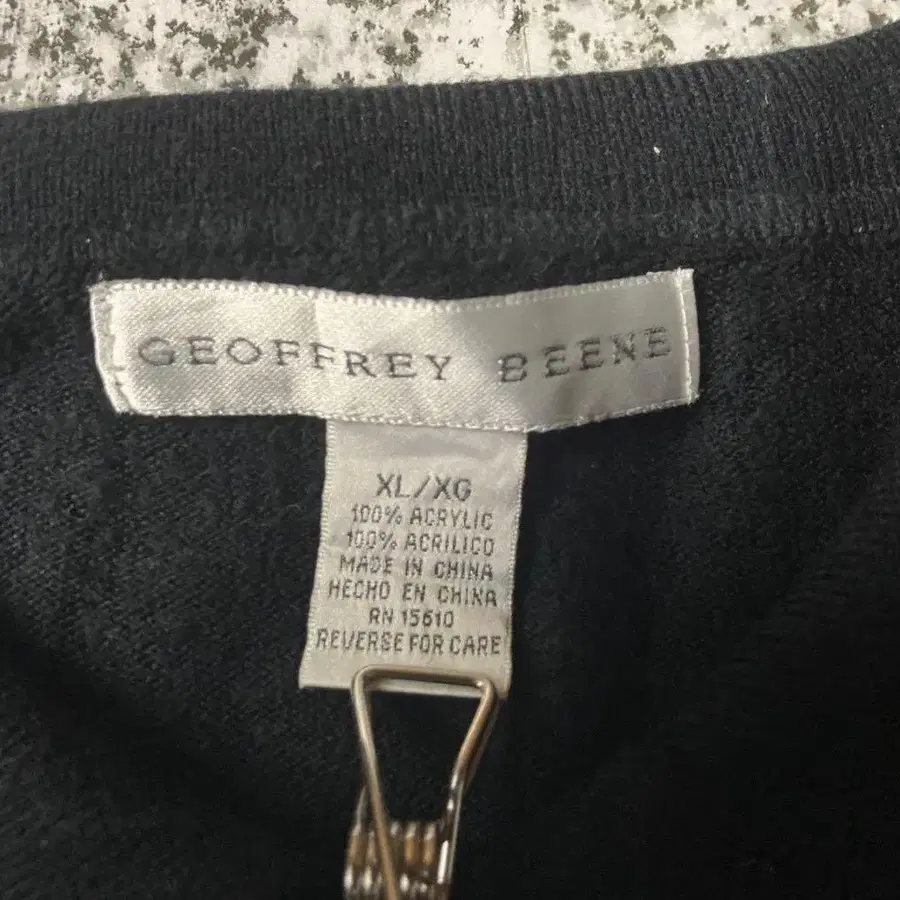 GEOFFREY BEENE
XL/XG
100% ACRYLIC
100% ACRILICO
MADE IN CHINA
HECHO EN CHINA
RN 15610
REVERSE FOR CARE